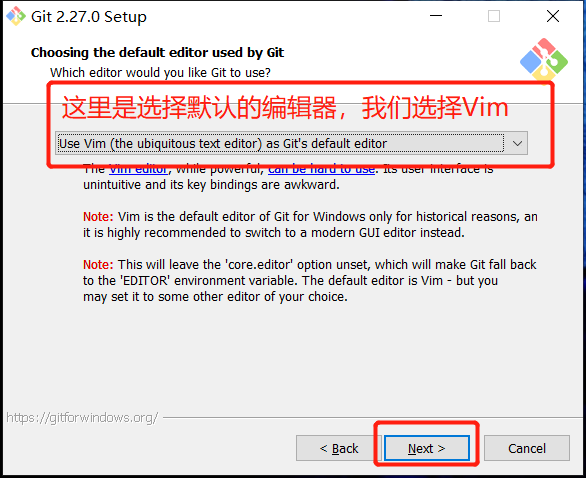 Git 2.27.0 Setup
Choosing the default editor used by Git
Which editor would you like Git to use?
这里是选择默认的编辑器，我们选择Vim
Use Vim (the ubiquitous text editor) as Git's default editor
The Vim editor, while powerful, can be hard to use. Its user interface is
unintuitive and its key bindings are awkward.
Note: Vim is the default editor of Git for Windows only for historical reasons, an
it is highly recommended to switch to a modern GUI editor instead.
Note: This will leave the 'core.editor' option unset, which will make Git fall back
to the 'EDITOR' environment variable. The default editor is Vim - but you
may set it to some other editor of your choice.
https://gitforwindows.org/
< Back
Next >
Cancel